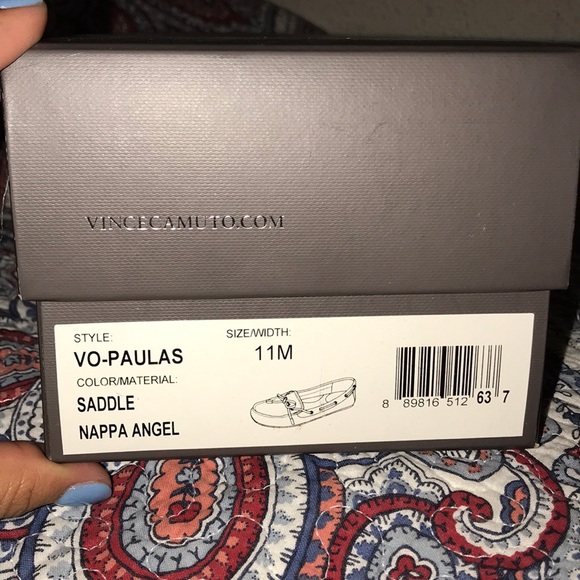 VINCECAMUTO.COM
STYLE:
VO-PAULAS
SIZE/WIDTH:
11M
COLOR/MATERIAL:
SADDLE
NAPPA ANGEL
8 89816 512 63 7